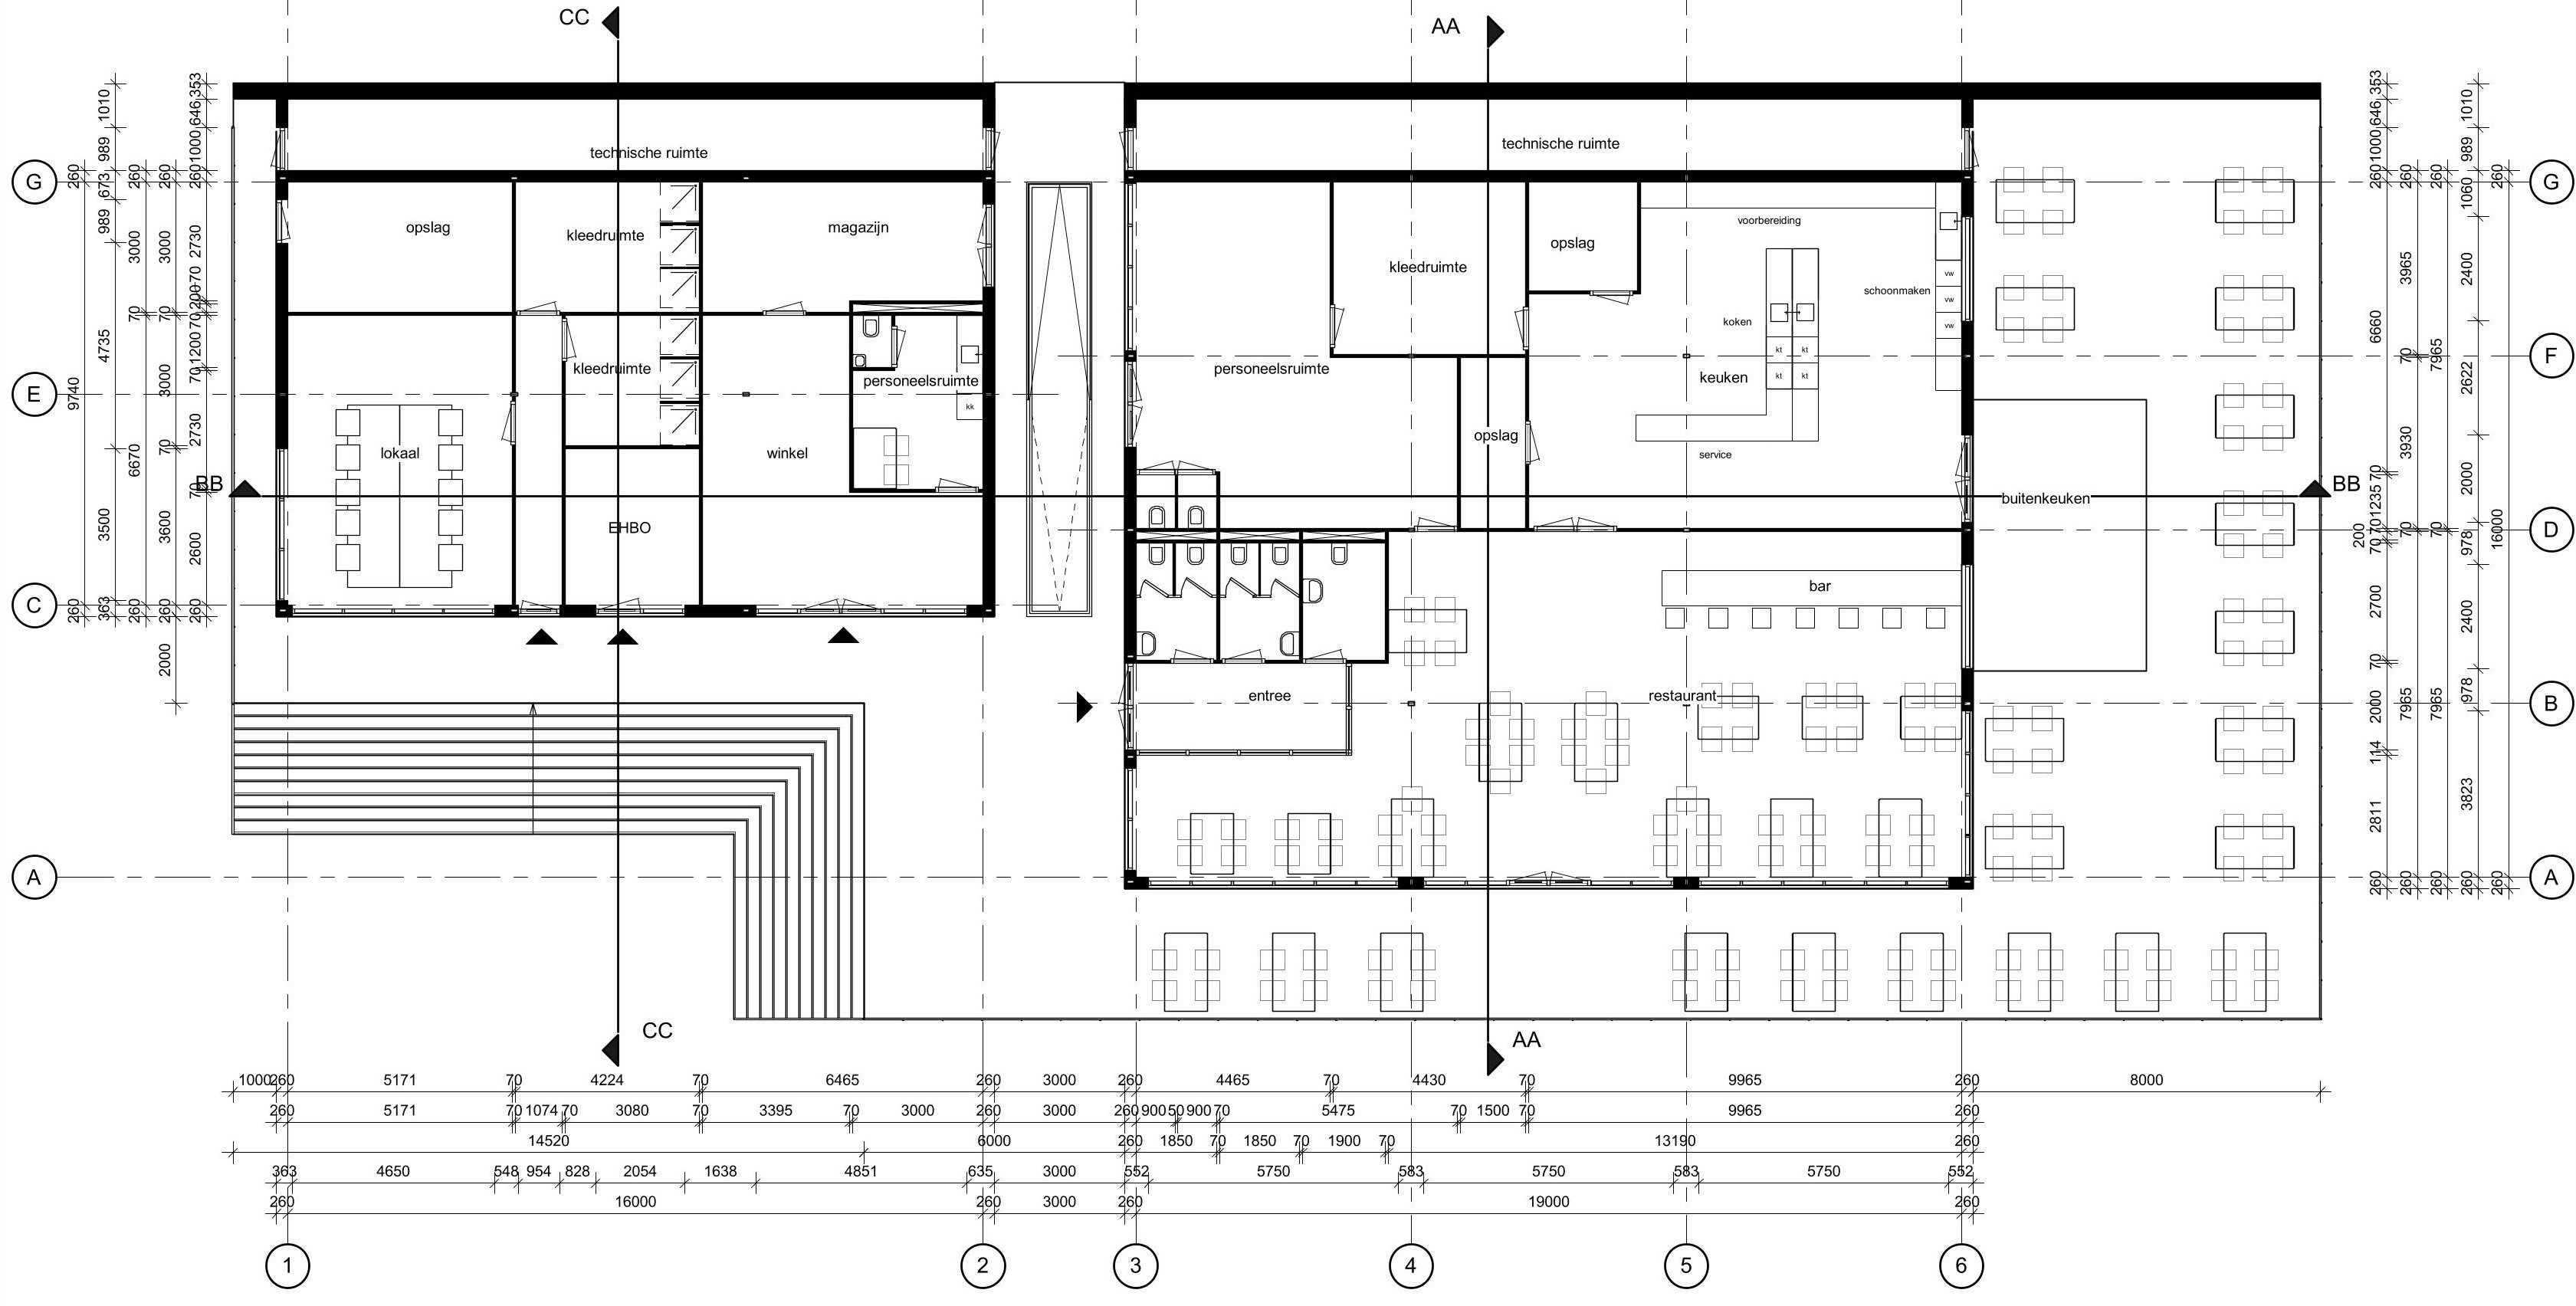 CC
AA
technische ruimte
technische ruimte
G
opslag
kleedruimte
magazijn
kleedruimte
opslag
voorbereiding
schoonmaken
vw
vw
vw
koken
kt
kt
kt
kt
keuken
service
G
F
E
kleedruimte
personeelsruimte
kk
personeelsruimte
opslag
lokaal
winkel
BB
BB
EHBO
buitenkeuken
D
C
bar
entree
restaurant
B
A
A
CC
AA
353
646
1000
260
2730
70
200
70
1200
70
2730
70
2600
260
260
3000
70
3000
70
3600
260
2000
260
3000
70
6670
260
1010
989
673
989
4735
3500
363
260
9740
260
353
646
1000
260
6660
70
1235
70
200
70
2700
70
2000
114
2811
260
260
3965
70
3930
70
7965
260
260
7965
70
7965
260
1010
989
1060
2400
2622
2000
978
2400
978
3823
260
260
16000
260
1000 260 5171 70 4224 70 6465 260 3000 260 4465 70 4430 70 9965 260 8000
260 5171 70 1074 70 3080 70 3395 70 3000 260 3000 260 900 50 900 70 5475 70 1500 70 9965 260
14520 6000 260 1850 70 1850 70 1900 70 13190 260
363 4650 548 954 828 2054 1638 4851 635 3000 552 5750 583 5750 583 5750 552
260 16000 260 3000 260 19000 260
1 2 3 4 5 6